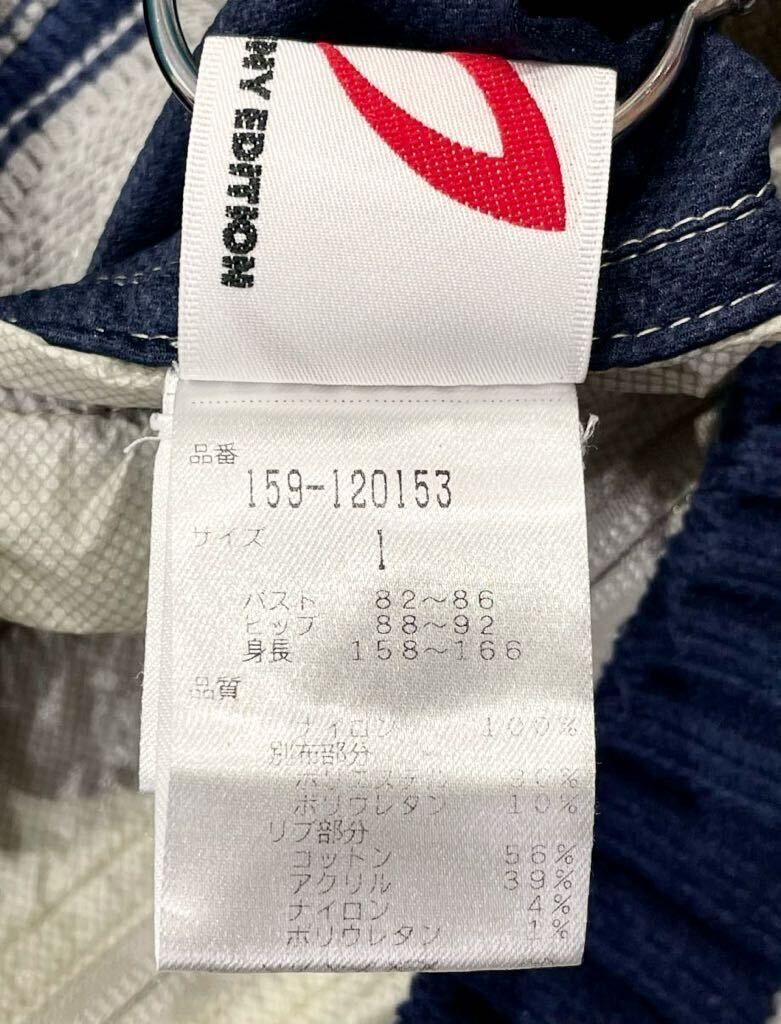 NY EDITION
品番
159-120153
サイズ
1
バスト 82～86
ヒップ 88～92
身長 158～166
品質
ナイロン 100%
別布部分
ポリエステル 90%
ポリウレタン 10%
リブ部分
コットン 56%
アクリル 39%
ナイロン 4%
ポリウレタン 1%